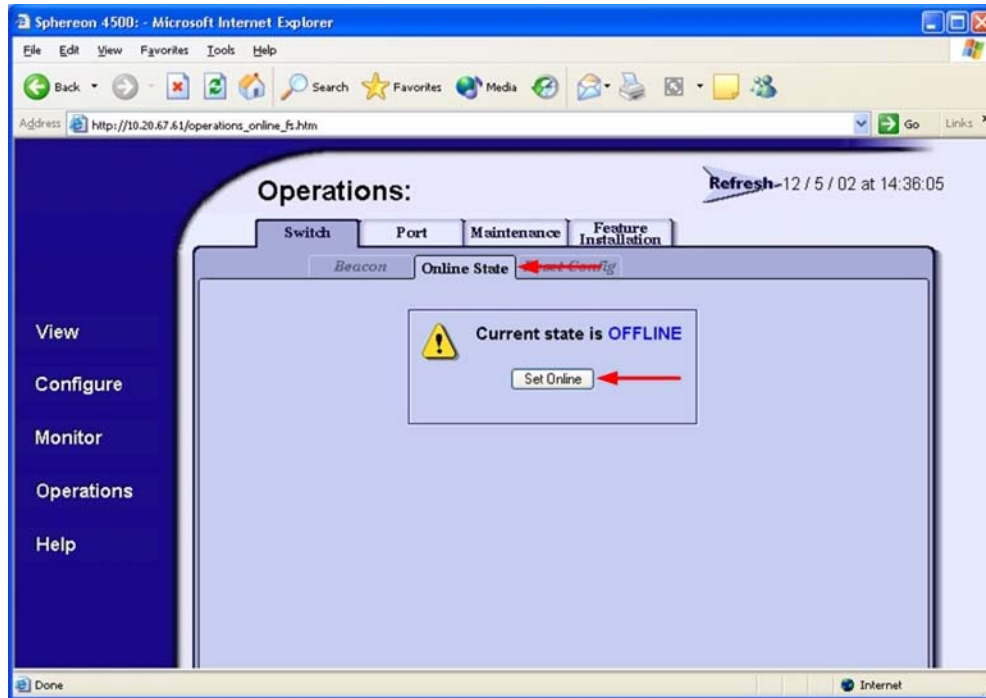 Sphereon 4500: - Microsoft Internet Explorer
File Edit View Favorites Tools Help
Back Search Favorites Media
Address http://10.20.67.61/operations_online_fs.htm Go Links
Operations:
Refresh-12 / 5 / 02 at 14:36:05
Switch Port Maintenance Feature Installation
Beacon Online State Reset Config
View
Configure
Monitor
Operations
Help
Current state is OFFLINE
Set Online
Done Internet